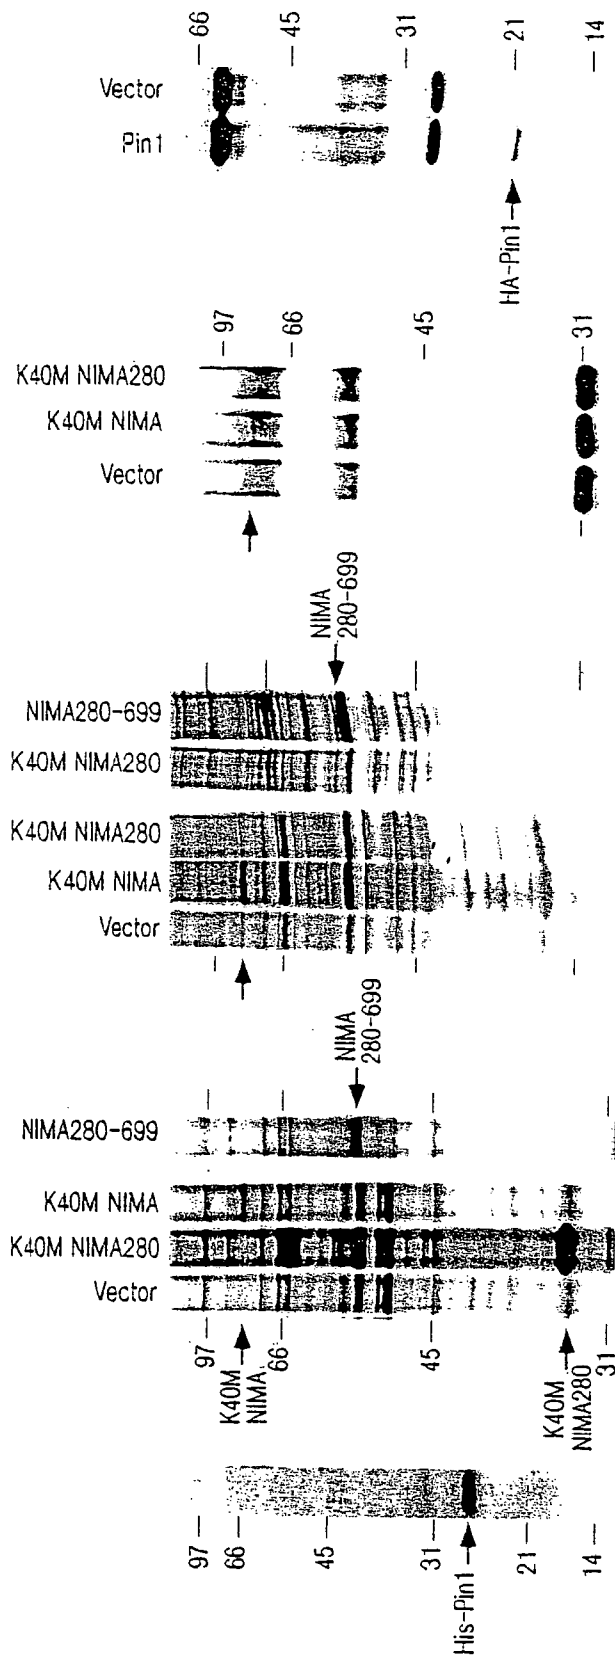 Vector
Pin1
— 66
— 45
— 31
— 21
— 14
HA-Pin1
K40M NIMA280
K40M NIMA
Vector
— 97
— 66
— 45
— 31
NIMA280-699
K40M NIMA280
K40M NIMA280
K40M NIMA
Vector
NIMA
280-699
NIMA280-699
K40M NIMA
K40M NIMA280
Vector
NIMA
280-699
97 —
66 —
45 —
31
K40M
NIMA
K40M
NIMA280
97 —
66 —
45 —
31 —
21 —
14 —
His-Pin1